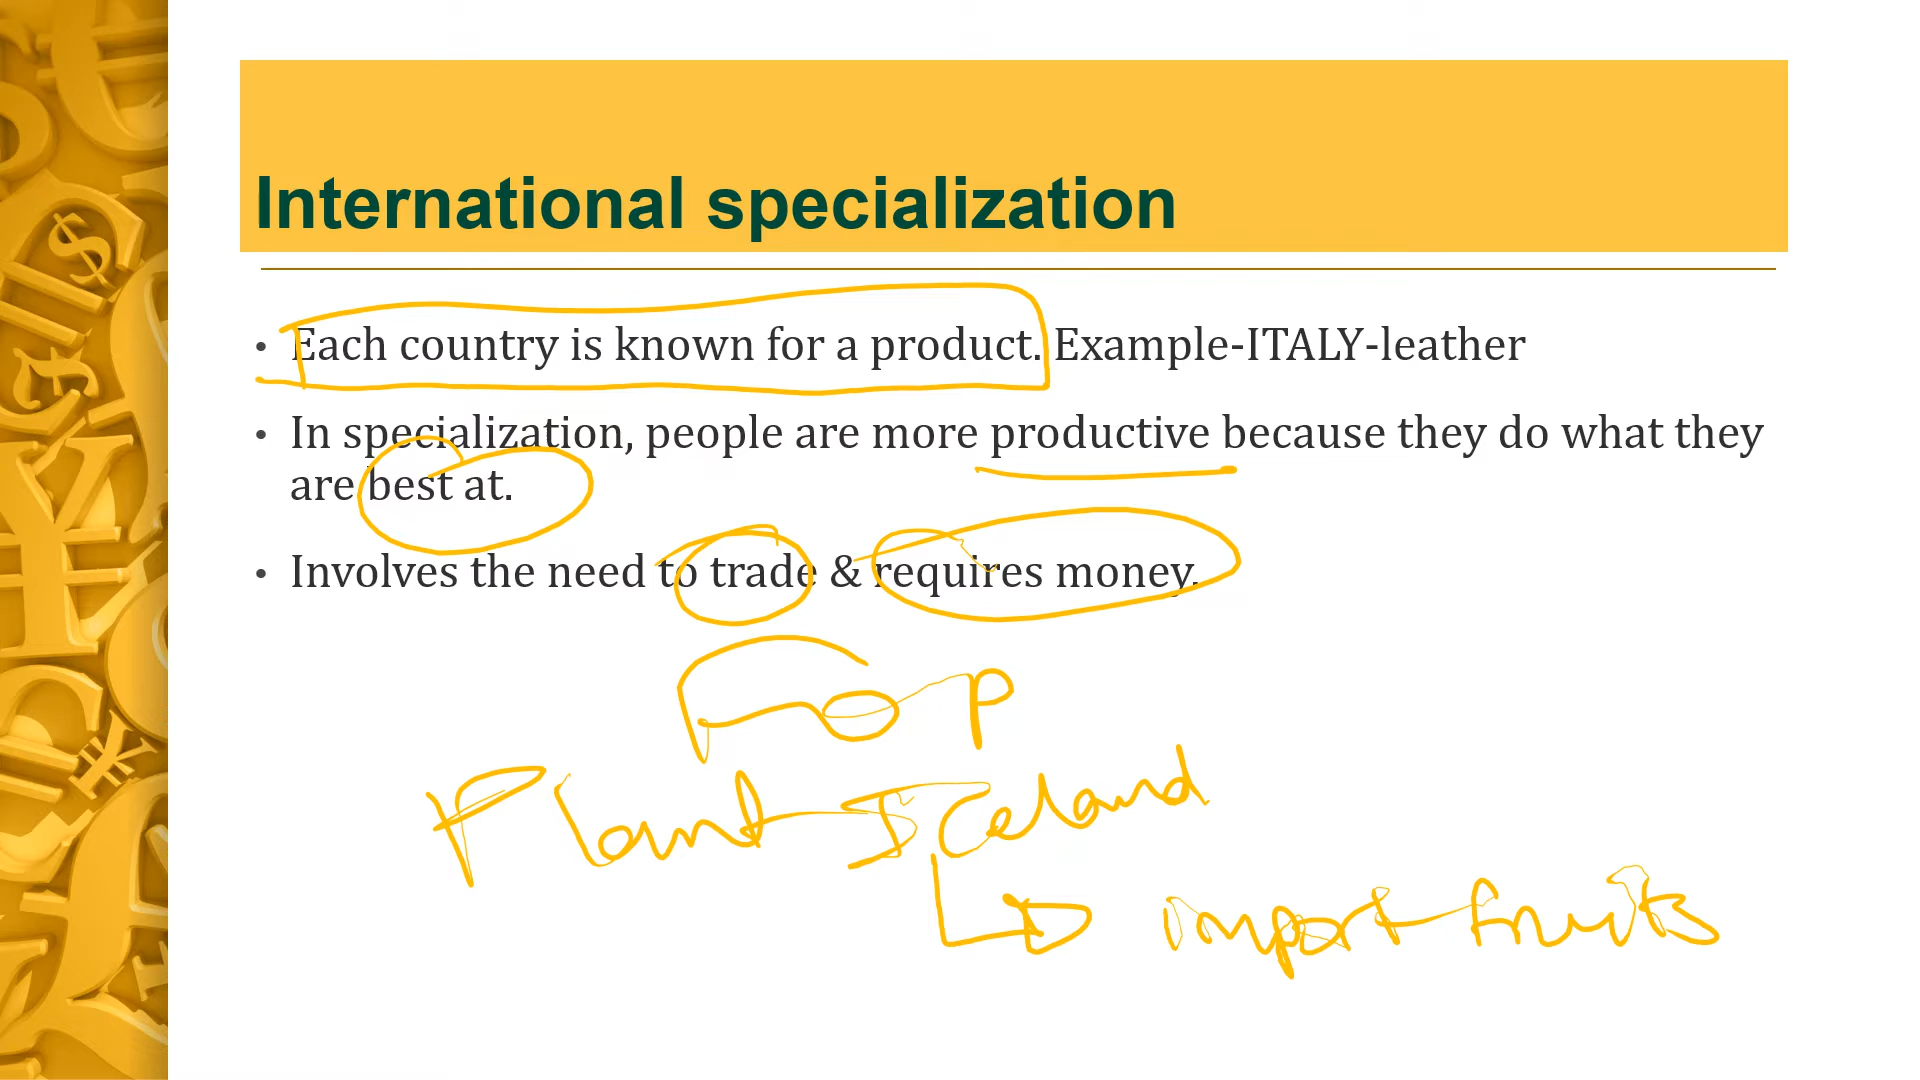 International specialization
• Each country is known for a product. Example-ITALY-leather
• In specialization, people are more productive because they do what they
are best at.
• Involves the need to trade & requires money.
FOP
Plant Iceland
import fruits